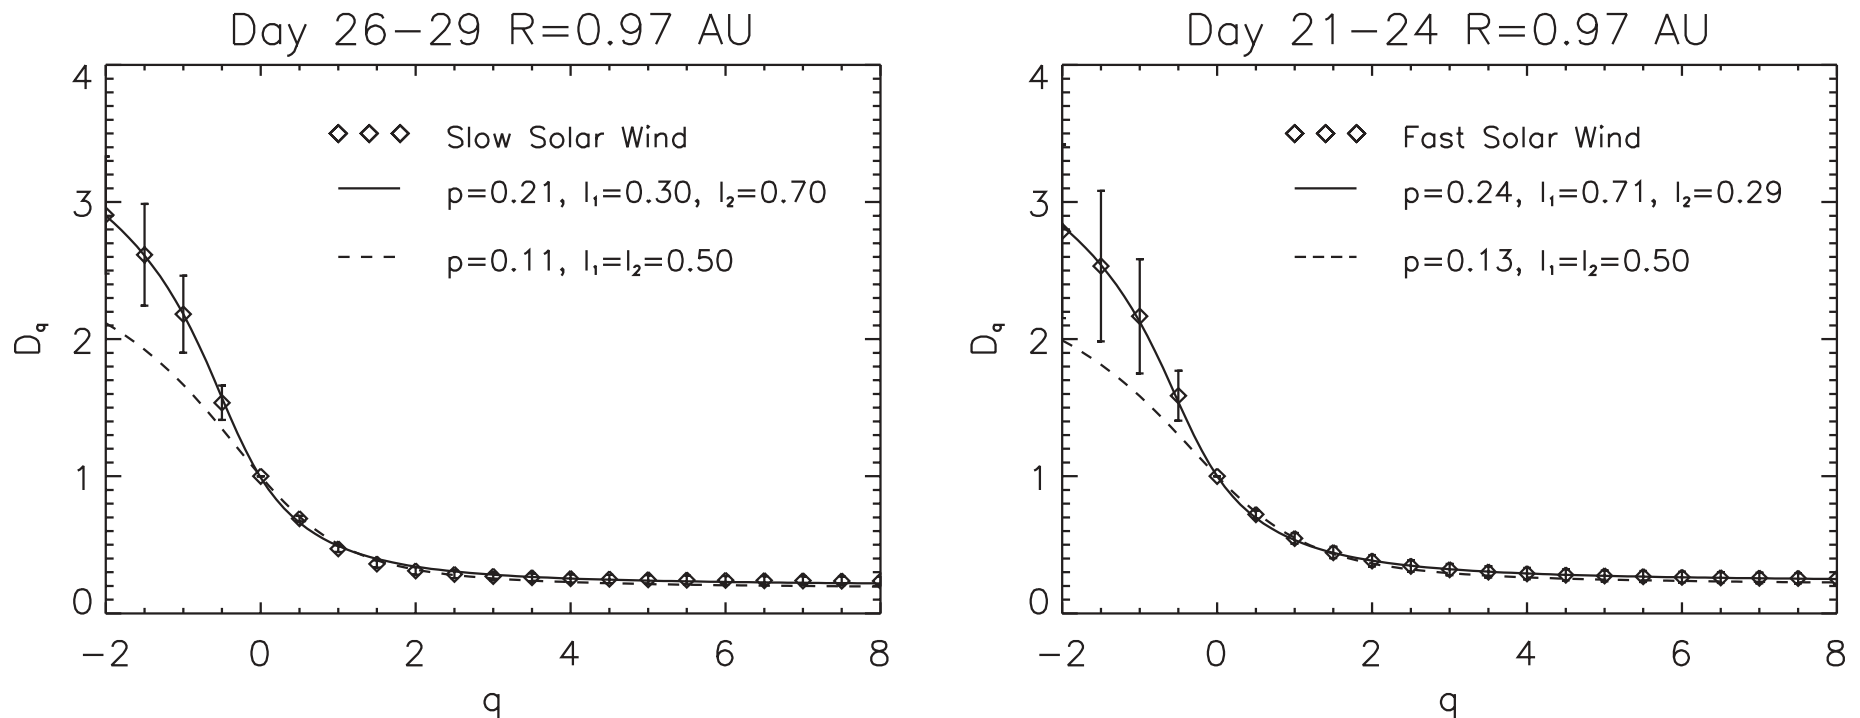 Day 26−29 R=0.97 AU
4
3
2
1
0
D_q
Slow Solar Wind
p=0.21, l₁=0.30, l₂=0.70
p=0.11, l₁=l₂=0.50
−2 0 2 4 6 8
q
Day 21−24 R=0.97 AU
4
3
2
1
0
D_q
Fast Solar Wind
p=0.24, l₁=0.71, l₂=0.29
p=0.13, l₁=l₂=0.50
−2 0 2 4 6 8
q